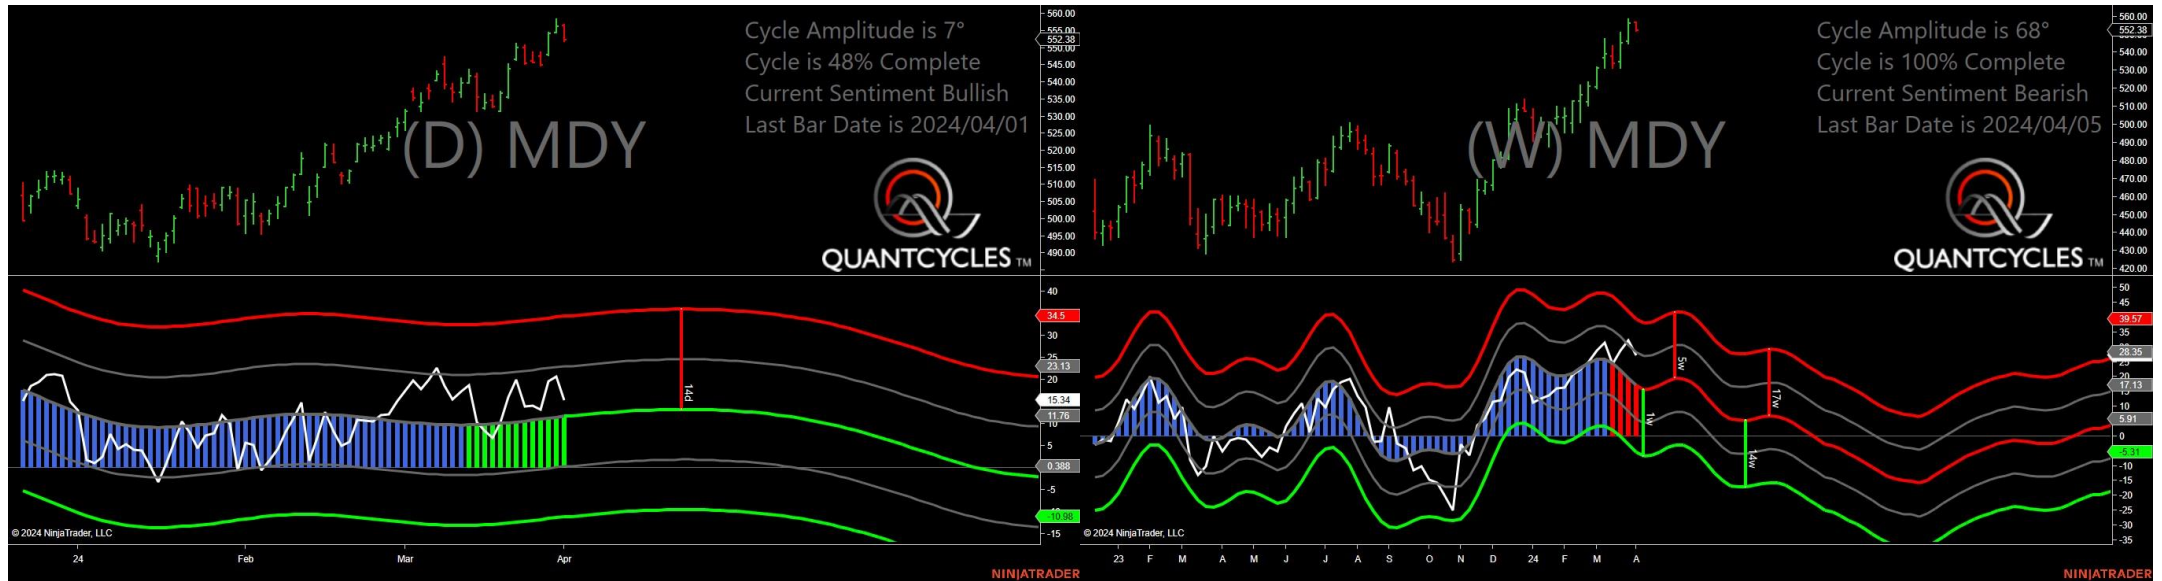 Cycle Amplitude is 7°
Cycle is 48% Complete
Current Sentiment Bullish
Last Bar Date is 2024/04/01
(D) MDY
QUANTCYCLES TM
560.00
555.00
552.38
550.00
545.00
540.00
535.00
530.00
525.00
520.00
515.00
510.00
505.00
500.00
495.00
490.00
40
34.5
30
25
23.13
20
15.34
11.76
10
5
0.388
-5
-10.98
-15
14d
© 2024 NinjaTrader, LLC
24 Feb Mar Apr
NINJATRADER
Cycle Amplitude is 68°
Cycle is 100% Complete
Current Sentiment Bearish
Last Bar Date is 2024/04/05
(W) MDY
QUANTCYCLES TM
560.00
552.38
540.00
530.00
520.00
510.00
500.00
490.00
480.00
470.00
460.00
450.00
440.00
430.00
420.00
50
45
39.57
35
28.35
20
17.13
10
5.91
0
-5.31
-10
-15
-20
-25
-30
-35
5w
17w
1w
14w
© 2024 NinjaTrader, LLC
23 F M A M J J A S O N D 24 F M A
NINJATRADER